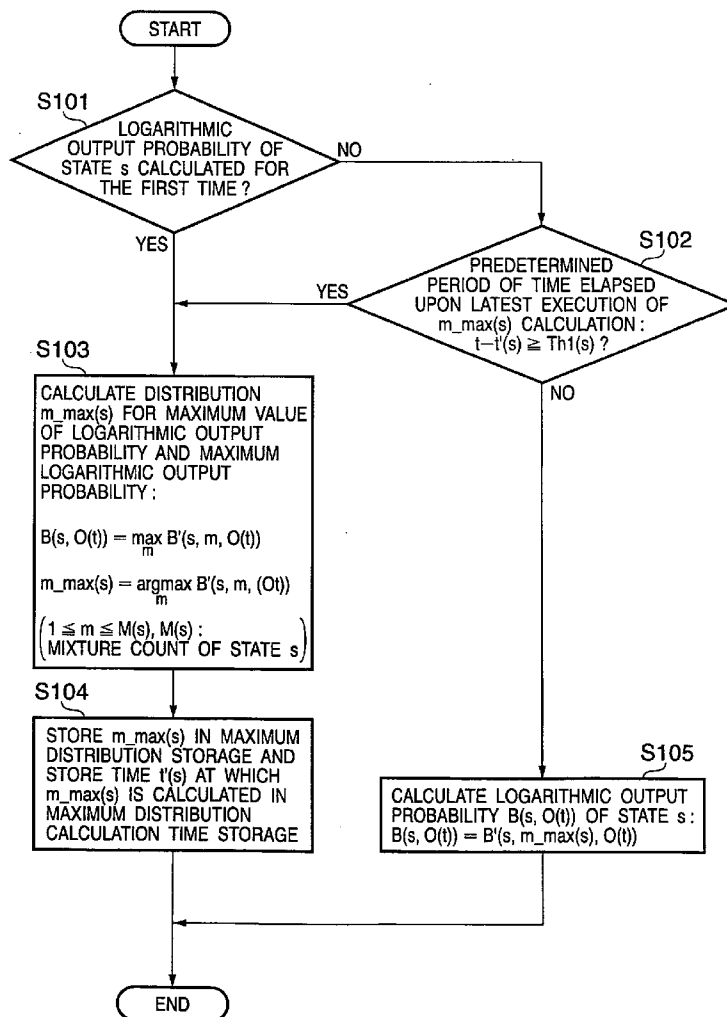 START
S101
LOGARITHMIC
OUTPUT PROBABILITY OF
STATE s CALCULATED FOR
THE FIRST TIME ?
NO
YES
S102
PREDETERMINED
PERIOD OF TIME ELAPSED
UPON LATEST EXECUTION OF
m_max(s) CALCULATION :
t−t'(s) ≧ Th1(s) ?
YES
NO
S103
CALCULATE DISTRIBUTION
m_max(s) FOR MAXIMUM VALUE
OF LOGARITHMIC OUTPUT
PROBABILITY AND MAXIMUM
LOGARITHMIC OUTPUT
PROBABILITY :
B(s, O(t)) = max B'(s, m, O(t))
m
m_max(s) = argmax B'(s, m, (Ot))
m
(1 ≦ m ≦ M(s), M(s) :
MIXTURE COUNT OF STATE s)
S104
STORE m_max(s) IN MAXIMUM
DISTRIBUTION STORAGE AND
STORE TIME t'(s) AT WHICH
m_max(s) IS CALCULATED IN
MAXIMUM DISTRIBUTION
CALCULATION TIME STORAGE
S105
CALCULATE LOGARITHMIC OUTPUT
PROBABILITY B(s, O(t)) OF STATE s :
B(s, O(t)) = B'(s, m_max(s), O(t))
END